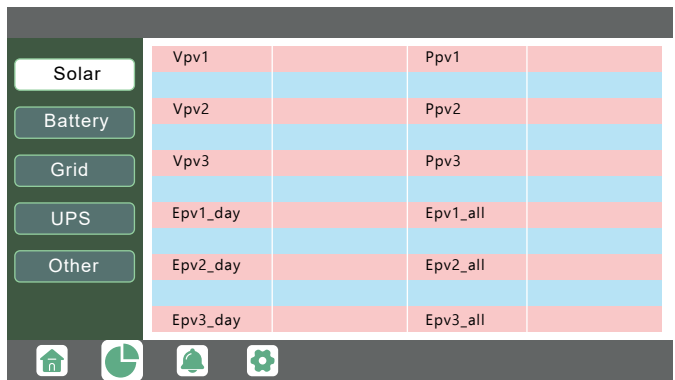 Solar
Battery
Grid
UPS
Other
Vpv1 Ppv1
Vpv2 Ppv2
Vpv3 Ppv3
Epv1_day Epv1_all
Epv2_day Epv2_all
Epv3_day Epv3_all